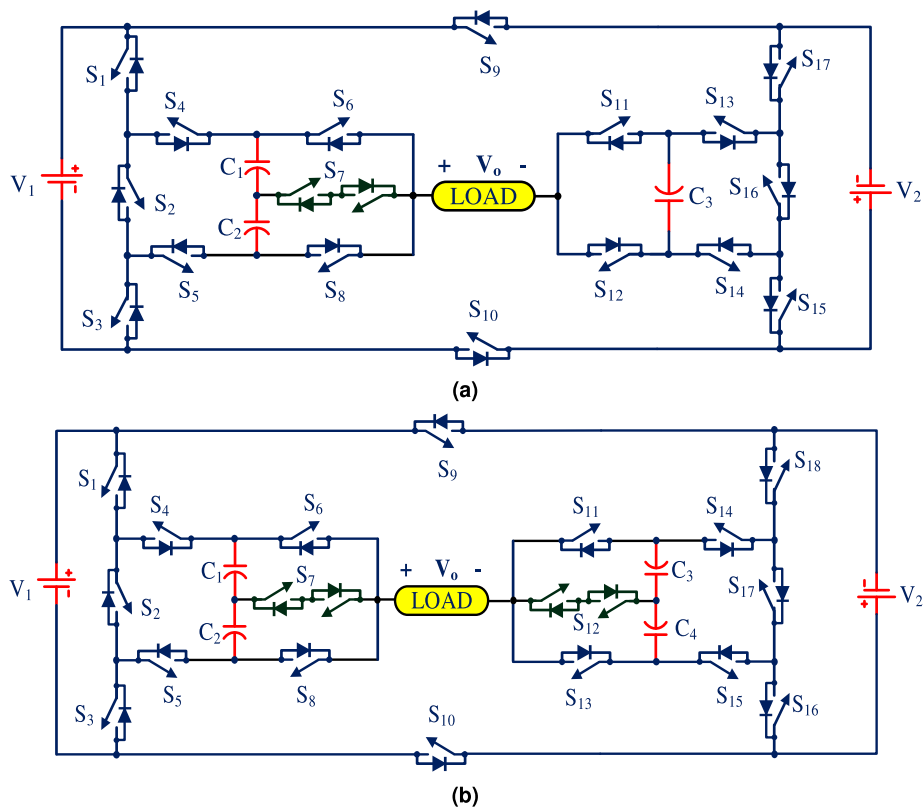 S9
S1
S17
S4
S6
S11
S13
C1
S7
+ Vo -
V1
S2
LOAD
C3
S16
V2
C2
S5
S8
S12
S14
S3
S10
S15
(a)
S9
S1
S18
S4
S6
S11
S14
C1
S7
+ Vo -
C3
V1
S2
LOAD
S17
V2
C2
S12
C4
S5
S8
S13
S15
S3
S10
S16
(b)